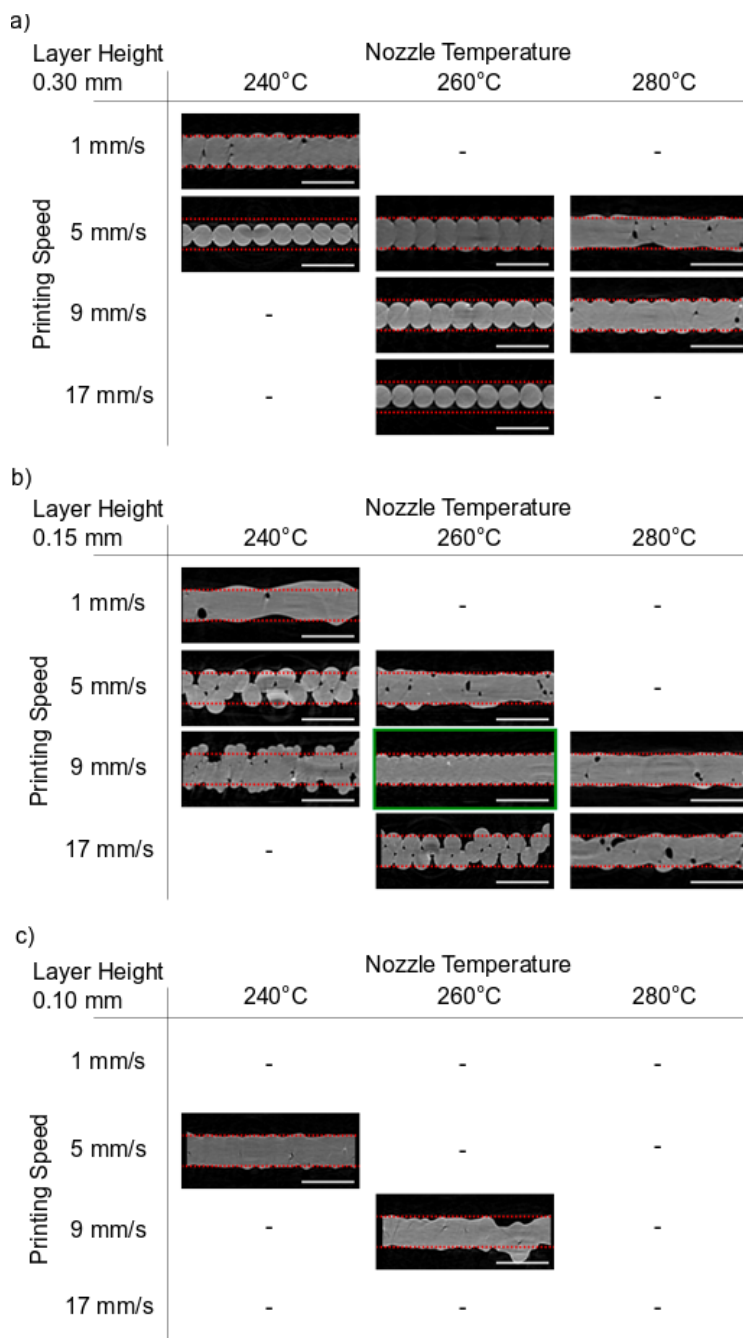 a)
Layer Height
0.30 mm
Nozzle Temperature
240°C 260°C 280°C
Printing Speed
1 mm/s - -
5 mm/s
9 mm/s -
17 mm/s - -
b)
Layer Height
0.15 mm
Nozzle Temperature
240°C 260°C 280°C
Printing Speed
1 mm/s - -
5 mm/s -
9 mm/s
17 mm/s -
c)
Layer Height
0.10 mm
Nozzle Temperature
240°C 260°C 280°C
Printing Speed
1 mm/s - - -
5 mm/s - -
9 mm/s - -
17 mm/s - - -